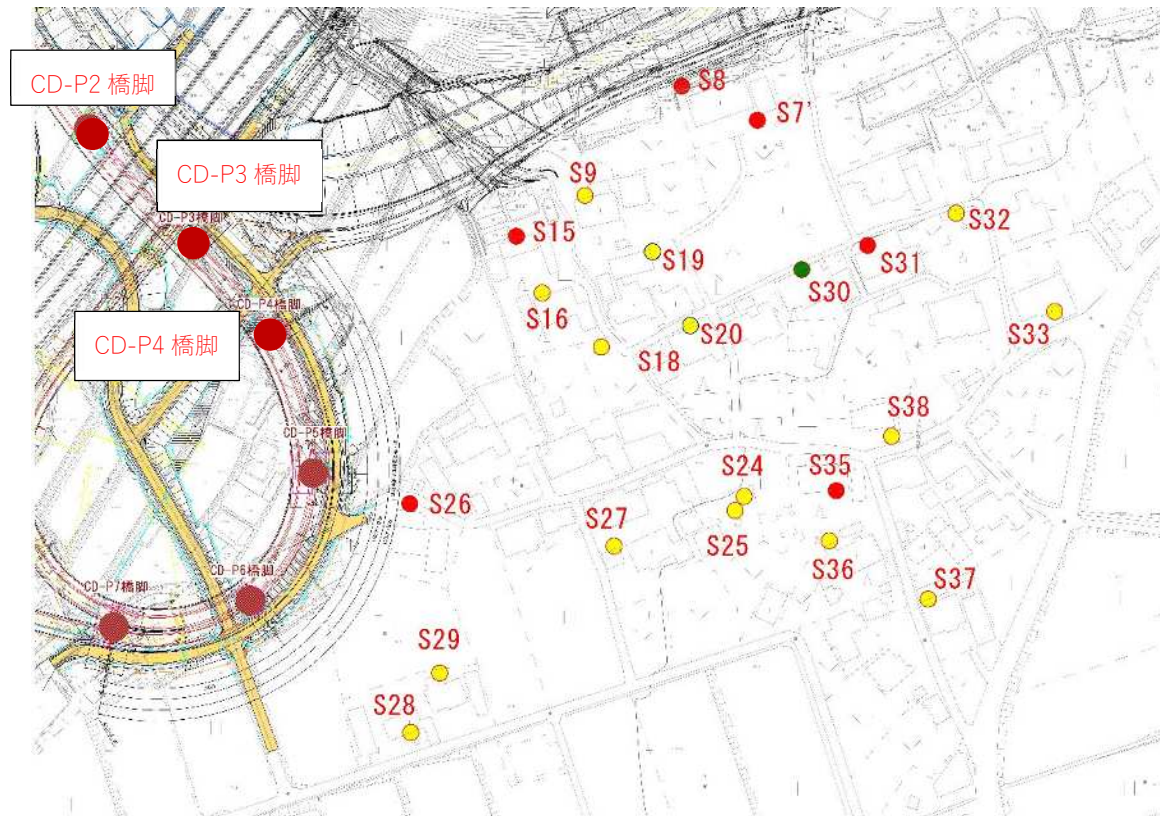 CD-P2 橋脚
S8
S7'
CD-P3 橋脚
S9
CD-P3橋脚
S32
S15
S31
S19
S30
S16
CD-P4橋脚
S33
S20
CD-P4 橋脚
S18
S38
CD-P5橋脚
S24
S35
S26
S27
S25
S36
CD-P6橋脚
CD-P7橋脚
S37
S29
S28